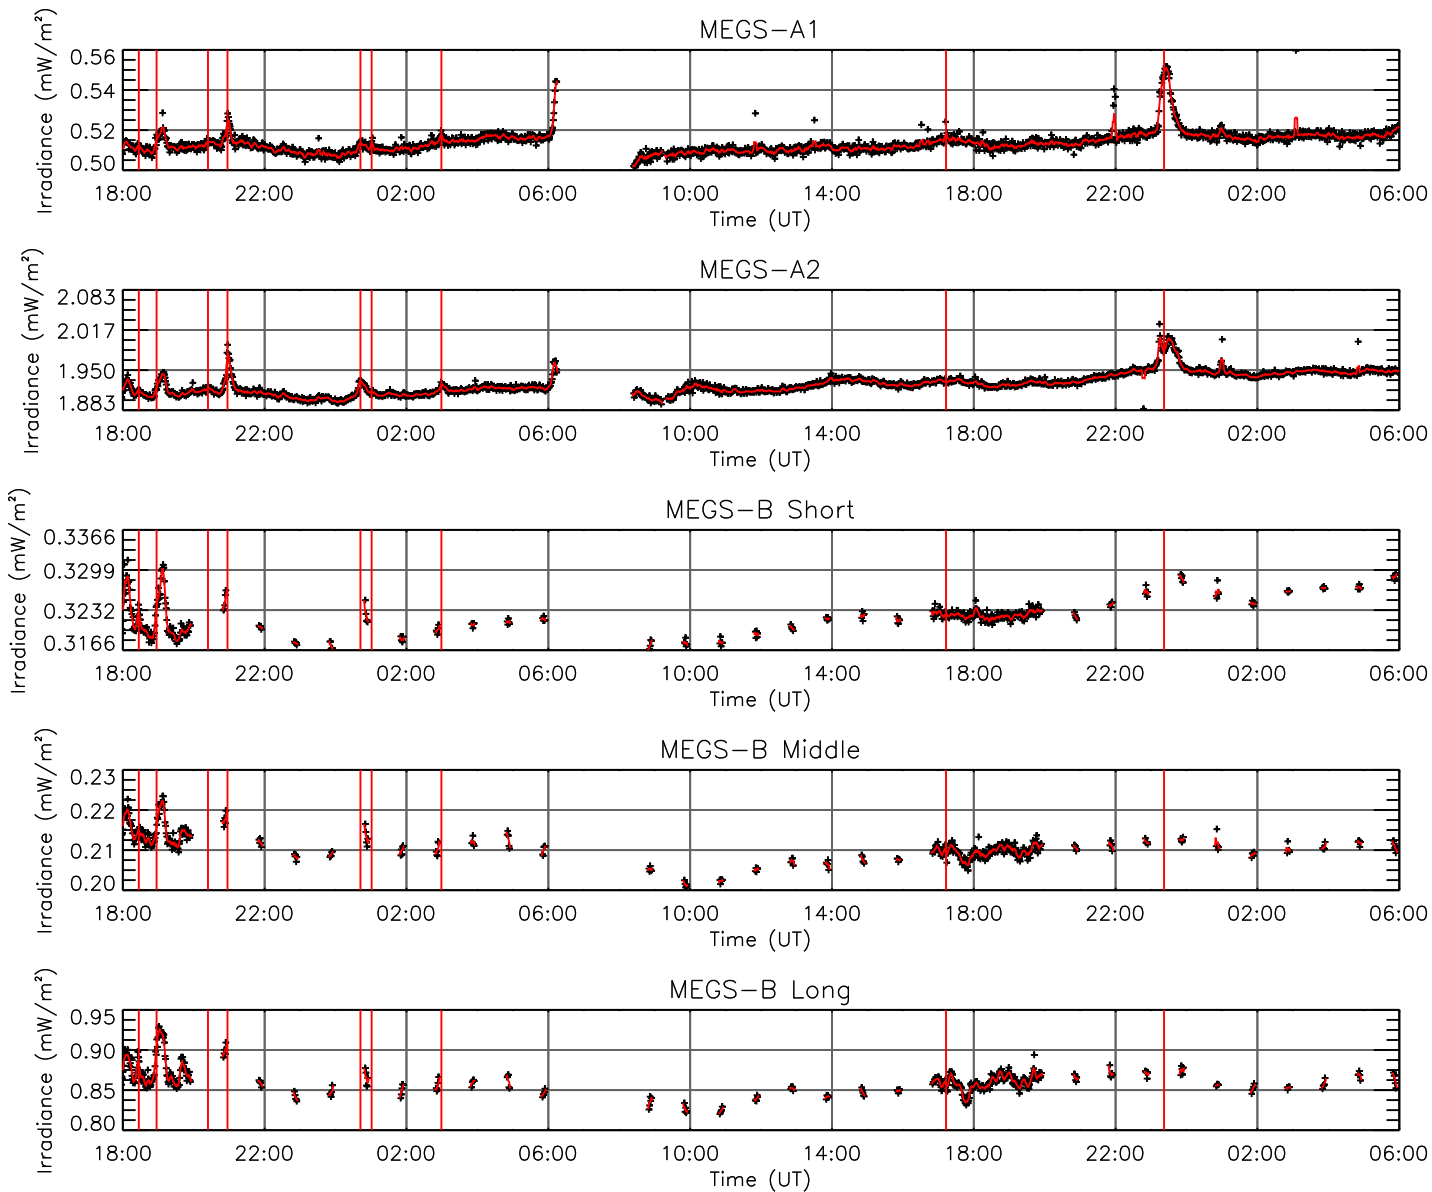 MEGS-A1
Irradiance (mW/m²)
0.56
0.54
0.52
0.50
18:00 22:00 02:00 06:00 10:00 14:00 18:00 22:00 02:00 06:00
Time (UT)
MEGS-A2
Irradiance (mW/m²)
2.083
2.017
1.950
1.883
18:00 22:00 02:00 06:00 10:00 14:00 18:00 22:00 02:00 06:00
Time (UT)
MEGS-B Short
Irradiance (mW/m²)
0.3366
0.3299
0.3232
0.3166
18:00 22:00 02:00 06:00 10:00 14:00 18:00 22:00 02:00 06:00
Time (UT)
MEGS-B Middle
Irradiance (mW/m²)
0.23
0.22
0.21
0.20
18:00 22:00 02:00 06:00 10:00 14:00 18:00 22:00 02:00 06:00
Time (UT)
MEGS-B Long
Irradiance (mW/m²)
0.95
0.90
0.85
0.80
18:00 22:00 02:00 06:00 10:00 14:00 18:00 22:00 02:00 06:00
Time (UT)